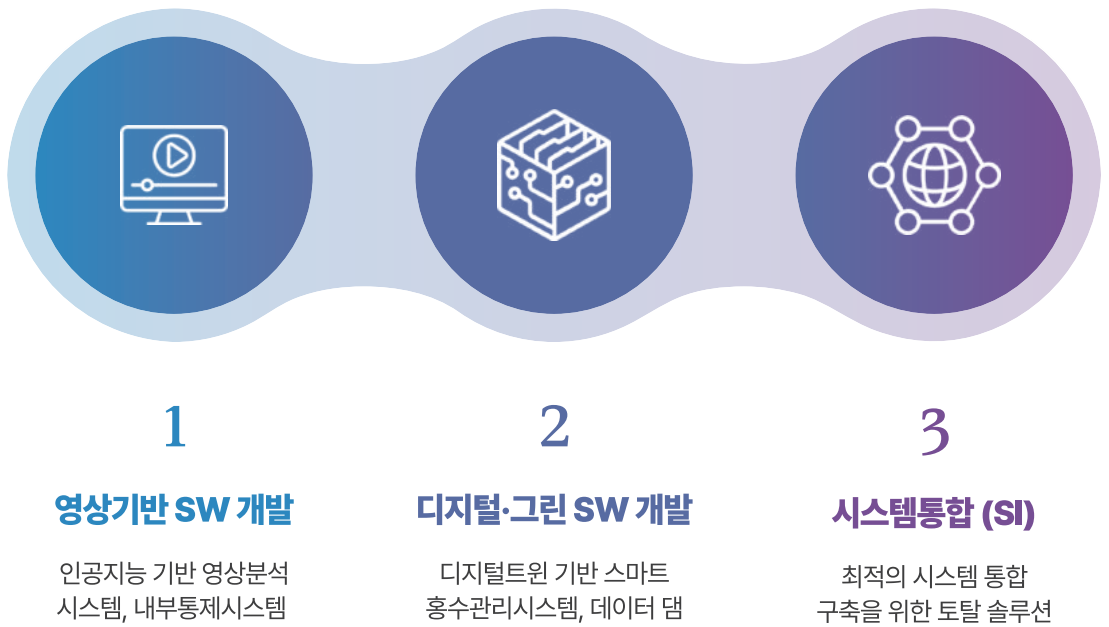 1
영상기반 SW 개발
인공지능 기반 영상분석
시스템, 내부통제시스템
2
디지털·그린 SW 개발
디지털트윈 기반 스마트
홍수관리시스템, 데이터 댐
3
시스템통합 (SI)
최적의 시스템 통합
구축을 위한 토탈 솔루션